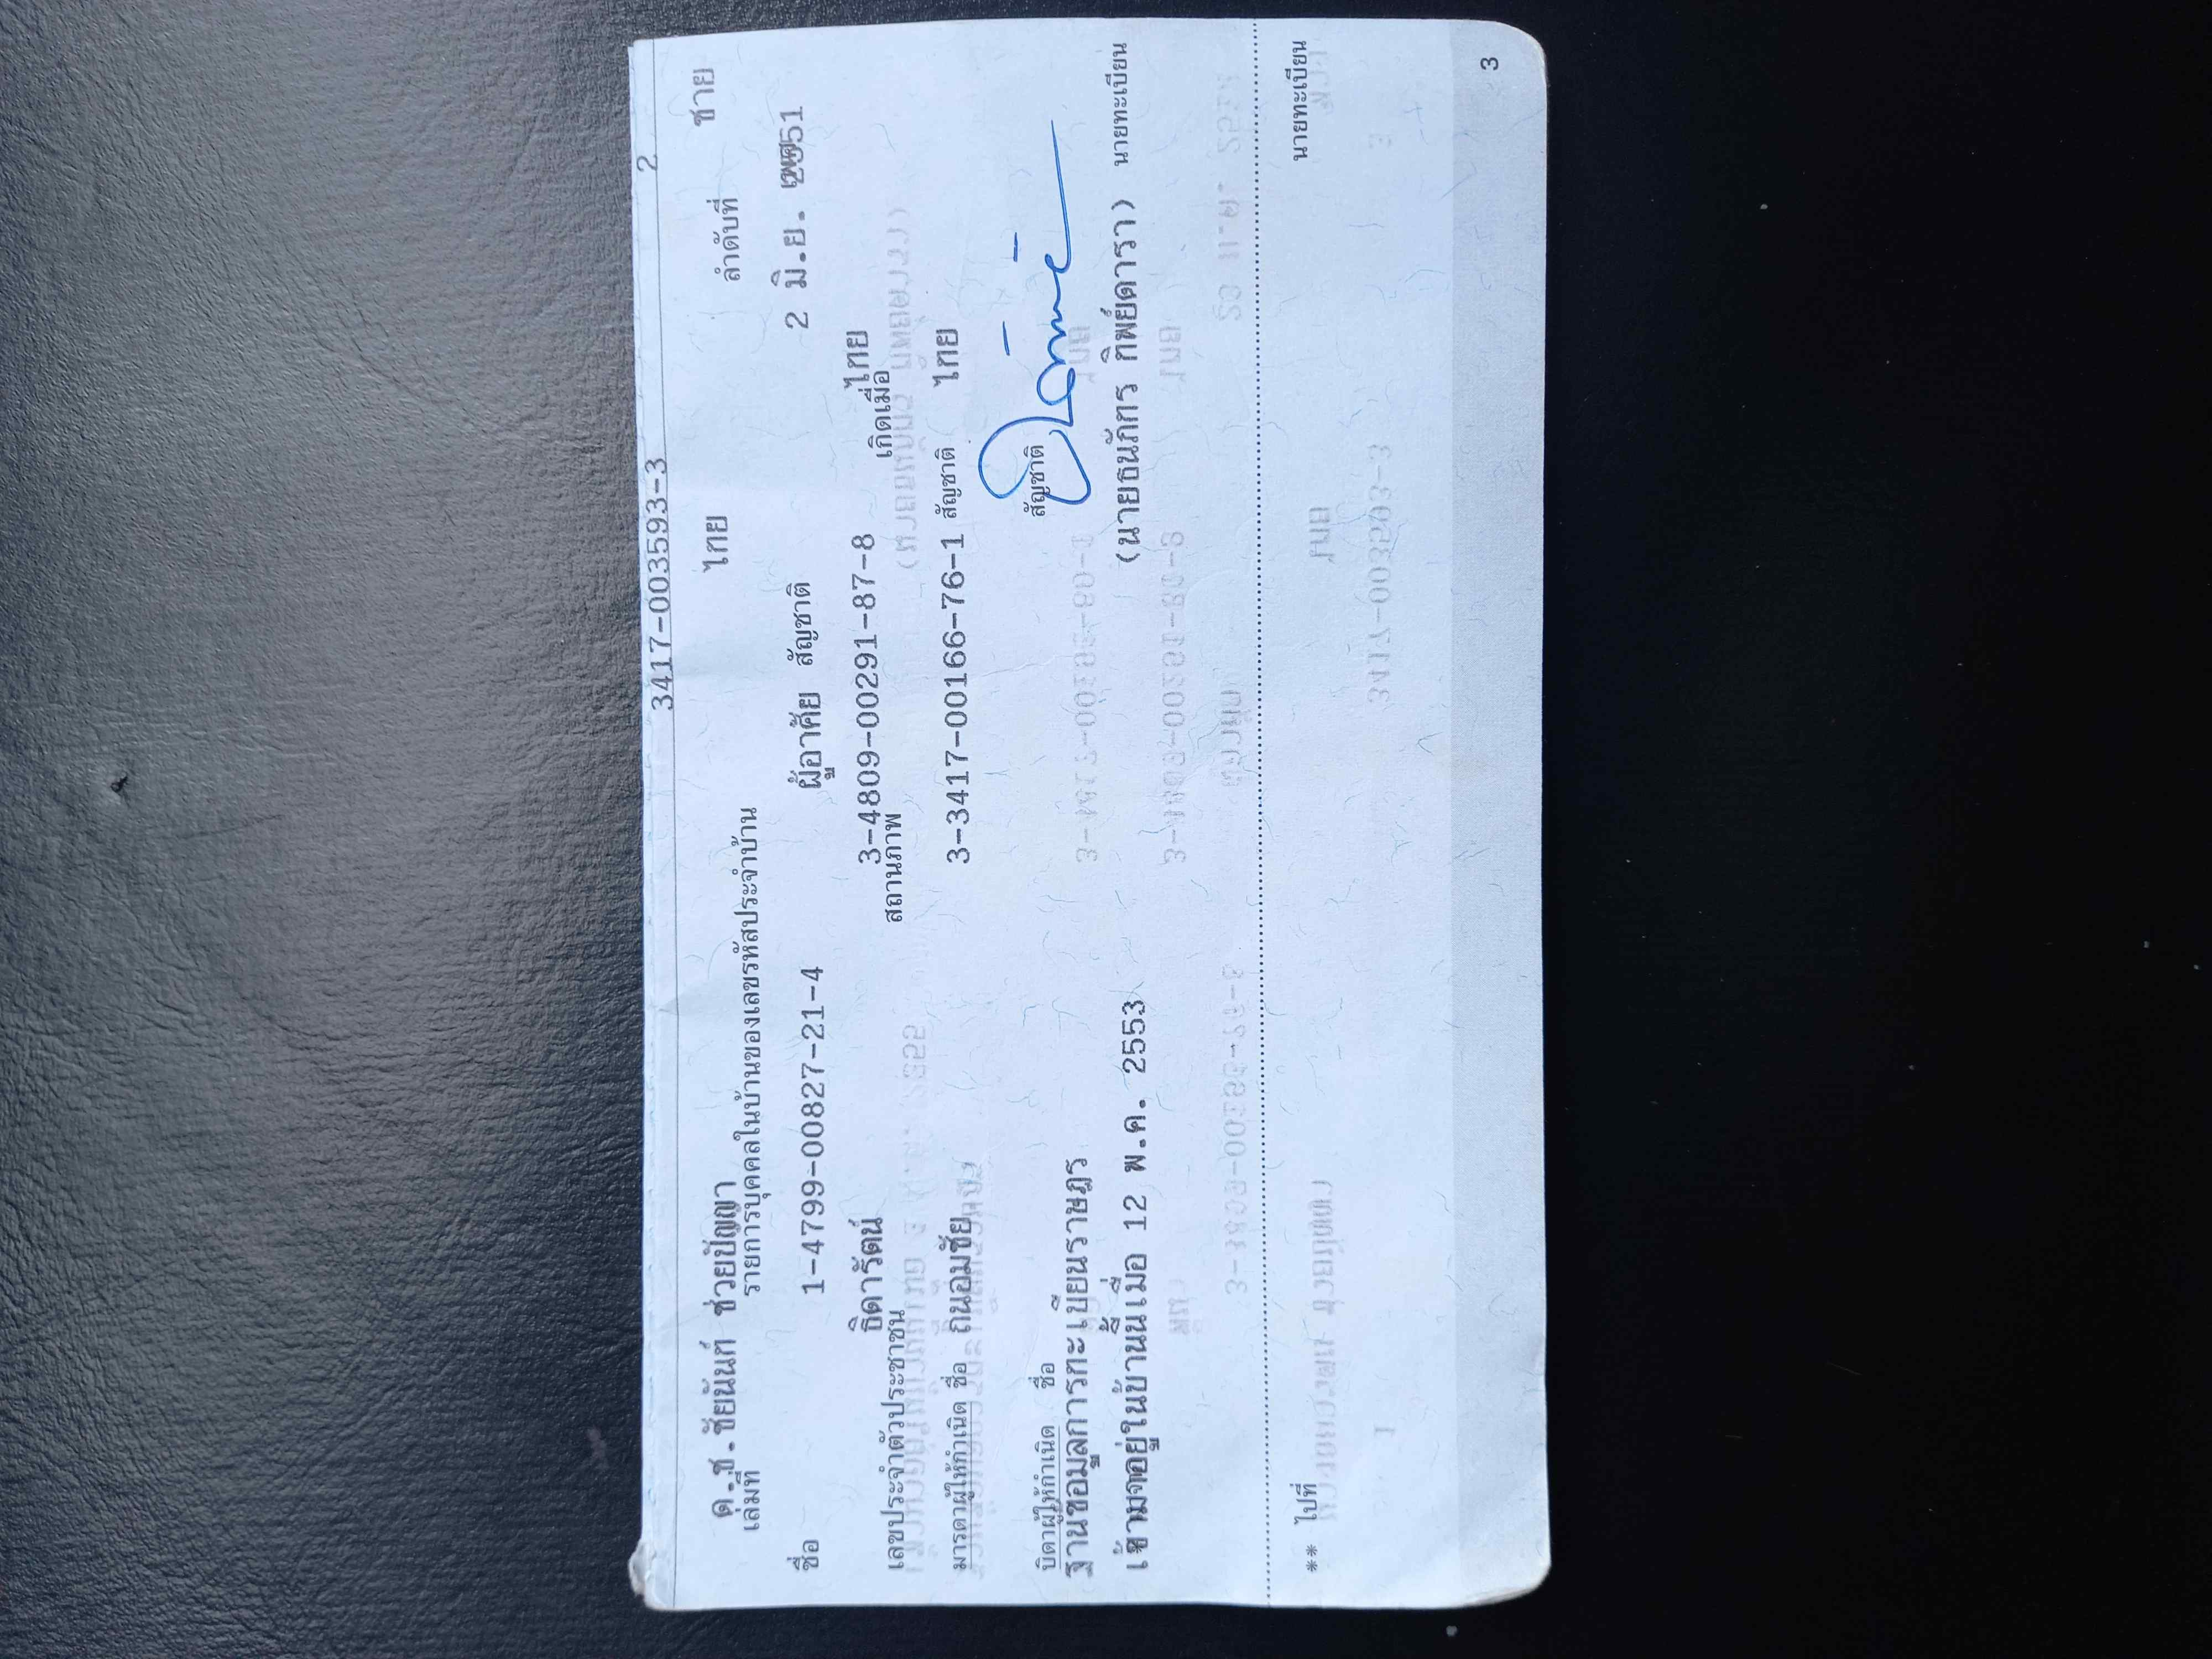 3417-003593-3 2
ด.ช.ชัยนันท์ ช่วยปัญญา ไทย ชาย
เล่มที่ รายการบุคคลในบ้านของเลขรหัสประจำบ้าน ลำดับที่
ชื่อ 1-4799-00827-21-4 ผู้อาศัย สัญชาติ 2 มิ.ย. 2551
ธิดารัตน์ 3-4809-00291-87-8 ไทย
เลขประจำตัวประชาชน สถานภาพ เกิดเมื่อ
มารดาผู้ให้กำเนิด ชื่อ ถนอมชัย 3-3417-00166-76-1 สัญชาติ ไทย
บิดาผู้ให้กำเนิด ชื่อ สัญชาติ
ฐานข้อมูลการทะเบียนราษฎร
เข้ามาอยู่ในบ้านนี้เมื่อ 12 พ.ค. 2553 (นายธนภัทร ทิพย์ดารา) นายทะเบียน
** ไปที่ นายทะเบียน
3